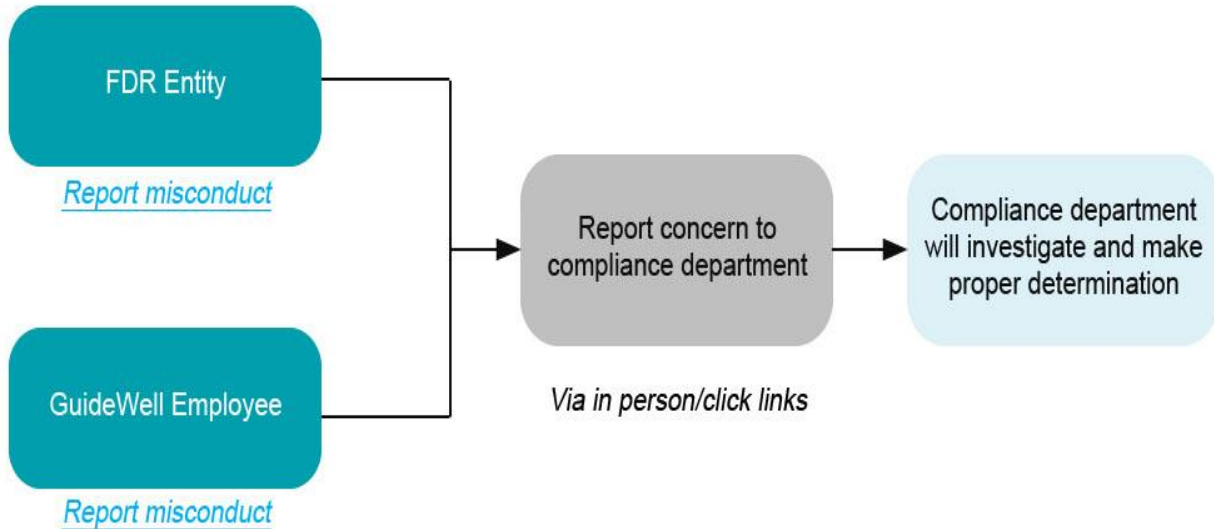 FDR Entity
Report misconduct
GuideWell Employee
Report misconduct
Report concern to
compliance department
Via in person/click links
Compliance department
will investigate and make
proper determination